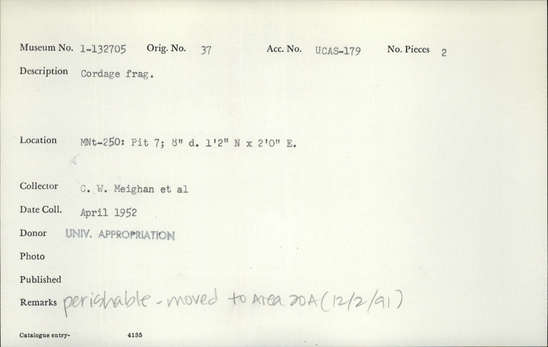 Museum No. 1-132705 Orig. No. 37 Acc. No. UCAS-179 No. Pieces 2
Description Cordage frag.
Location MNt-250: Pit 7; 8" d. 1'2" N x 2'0" E.
Collector C. W. Meighan et al
Date Coll. April 1952
Donor UNIV. APPROPRIATION
Photo
Published
Remarks perishable - moved to Area 20A (12/2/91)
Catalogue entry- 4195